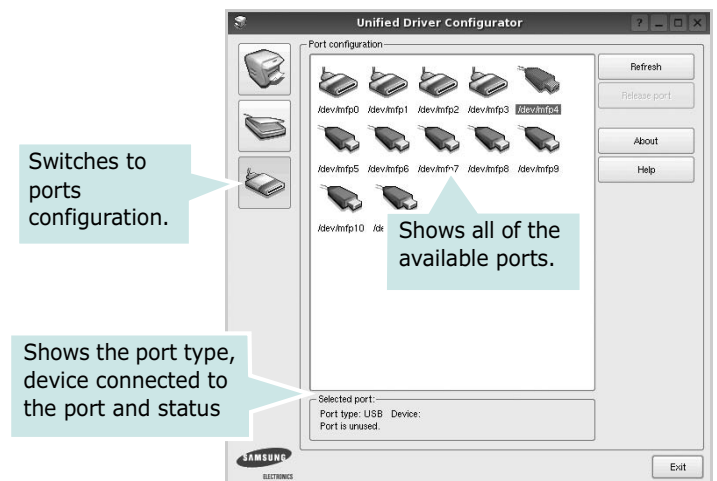 Unified Driver Configurator
Port configuration
/dev/mfp0 /dev/mfp1 /dev/mfp2 /dev/mfp3 /dev/mfp4
/dev/mfp5 /dev/mfp6 /dev/mfp7 /dev/mfp8 /dev/mfp9
/dev/mfp10
Refresh
Release port
About
Help
Switches to
ports
configuration.
Shows all of the
available ports.
Shows the port type,
device connected to
the port and status
Selected port:
Port type: USB Device:
Port is unused.
SAMSUNG
ELECTRONICS
Exit